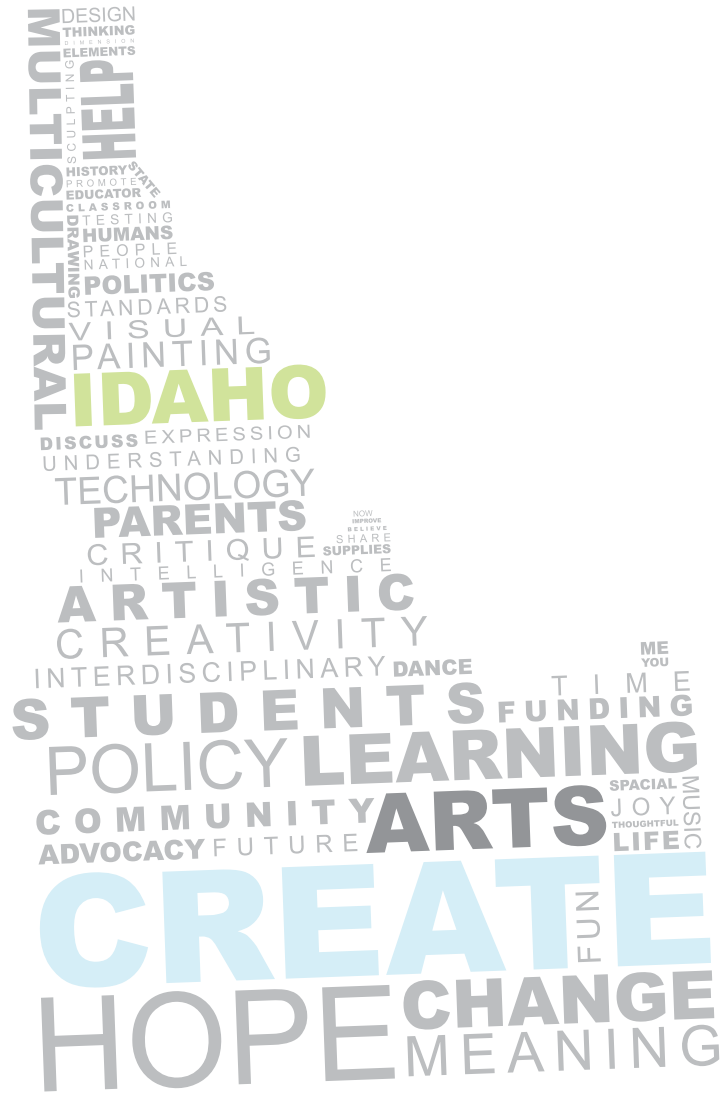 MULTICULTURAL
DESIGN
THINKING
DIMENSION
ELEMENTS
SCULPTING
HELP
HISTORY
STATE
PROMOTE
EDUCATOR
CLASSROOM
DRAWING
TESTING
HUMANS
PEOPLE
NATIONAL
POLITICS
STANDARDS
VISUAL
PAINTING
IDAHO
DISCUSS EXPRESSION
UNDERSTANDING
TECHNOLOGY
PARENTS
NOW
IMPROVE
BELIEVE
SHARE
CRITIQUE SUPPLIES
INTELLIGENCE
ARTISTIC
CREATIVITY
INTERDISCIPLINARY DANCE
ME
YOU
TIME
STUDENTS FUNDING
POLICY LEARNING
COMMUNITY ARTS
SPACIAL
JOY
THOUGHTFUL
LIFE
MUSIC
ADVOCACY FUTURE
CREATE
FUN
HOPE CHANGE
MEANING